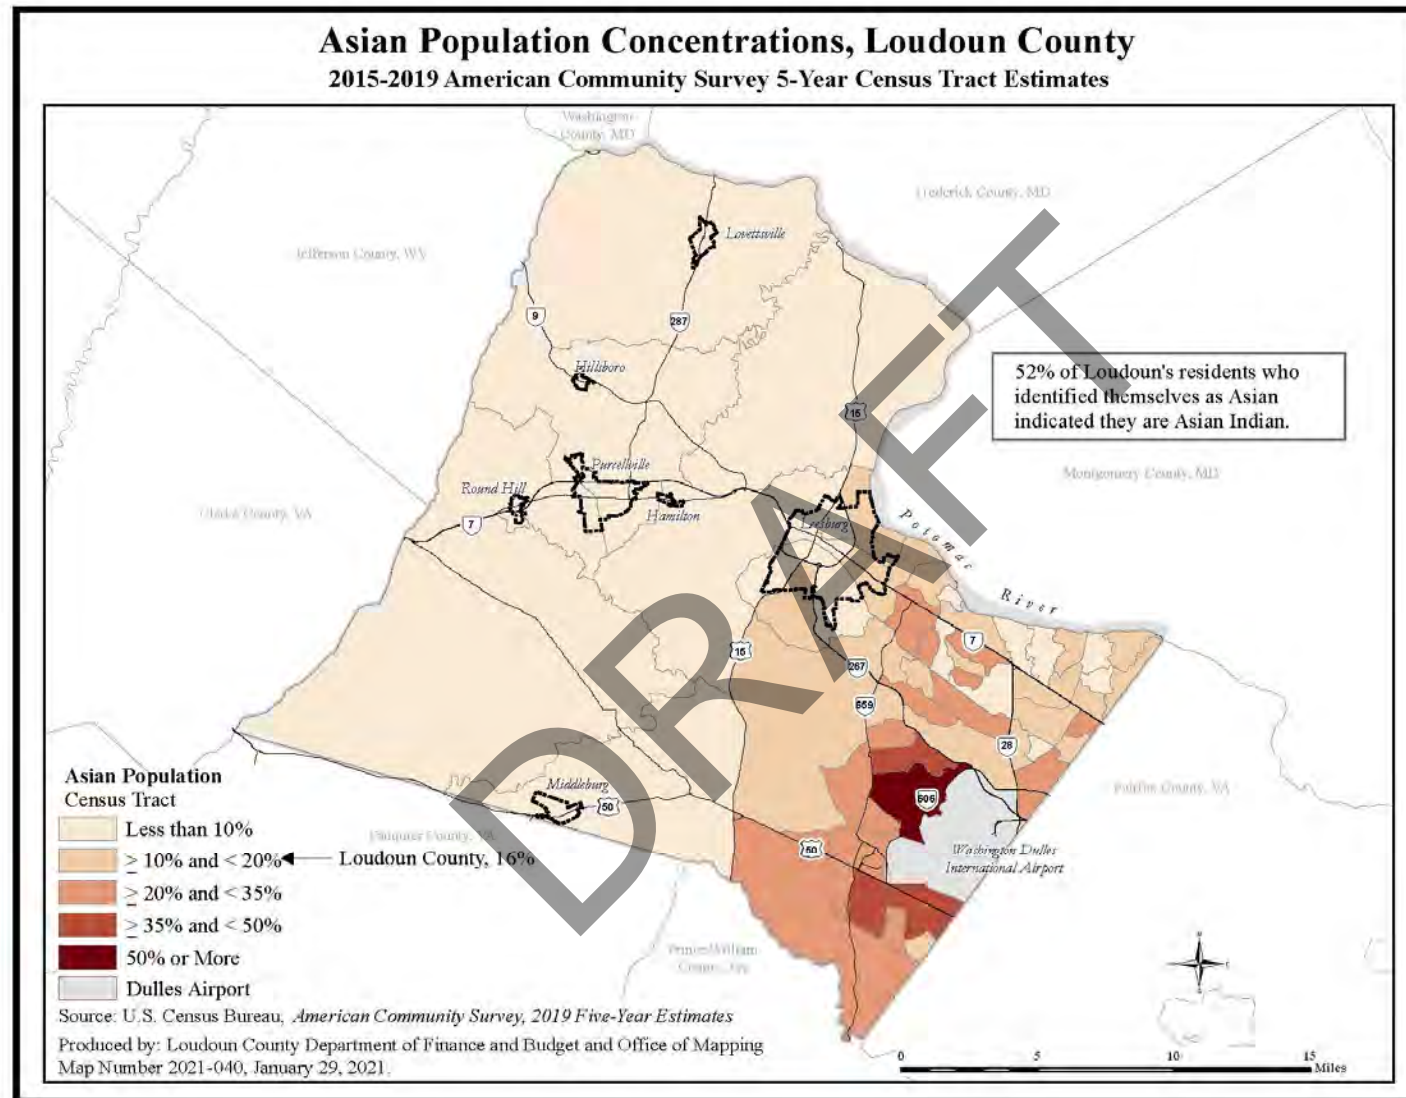 Asian Population Concentrations, Loudoun County
2015-2019 American Community Survey 5-Year Census Tract Estimates
Washington
County, MD
Frederick County, MD
Jefferson County, WV
Lovettsville
9
287
Hillsboro
52% of Loudoun's residents who
identified themselves as Asian
indicated they are Asian Indian.
15
Montgomery County, MD
Purcellville
Round Hill
Clarke County, VA
7
Hamilton
Leesburg
Potomac River
DRAFT
7
15
267
659
28
Middleburg
50
606
Fairfax County, VA
Fauquier County, VA
50
Washington Dulles
International Airport
Prince William
County, VA
Asian Population
Census Tract
Less than 10%
≥ 10% and < 20%
Loudoun County, 16%
≥ 20% and < 35%
≥ 35% and < 50%
50% or More
Dulles Airport
Source: U.S. Census Bureau, American Community Survey, 2019 Five-Year Estimates
Produced by: Loudoun County Department of Finance and Budget and Office of Mapping
Map Number 2021-040, January 29, 2021.
0 5 10 15
Miles